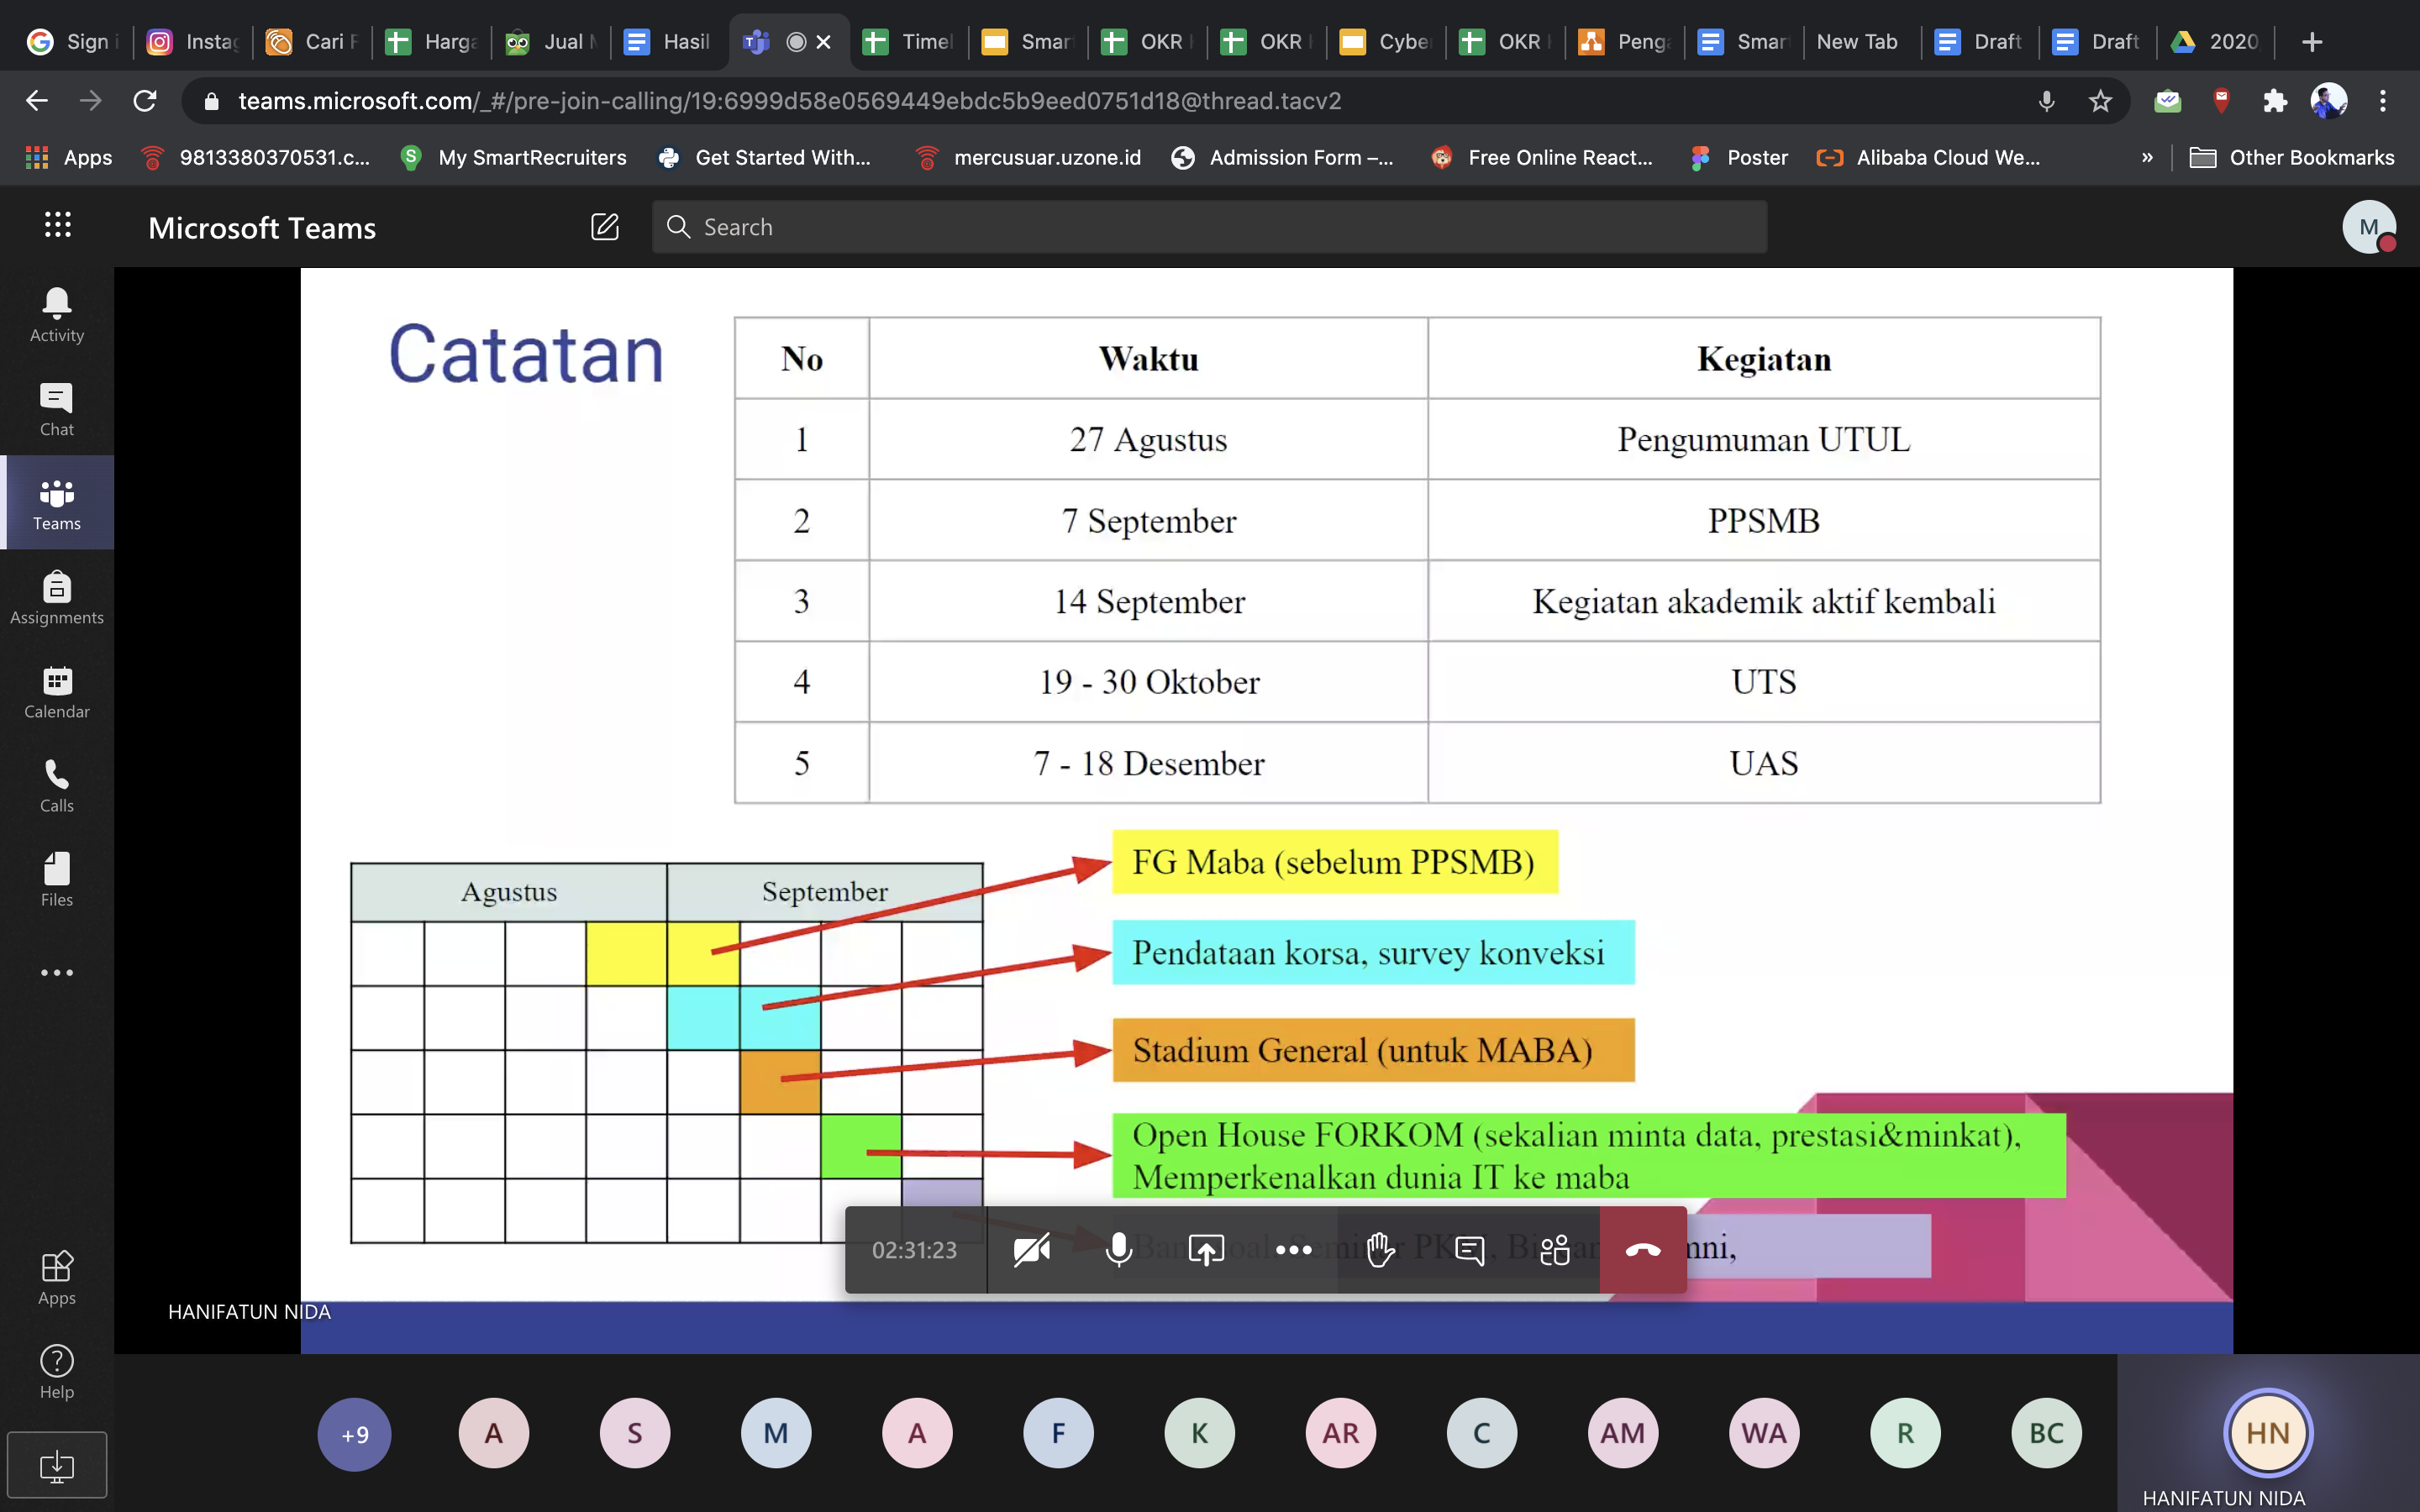 Sign i
Instag
Cari F
Harga
Jual M
Hasil
Timel
Smar
OKR
OKR
Cybe
OKR
Penga
Smar
New Tab
Draft
Draft
2020
teams.microsoft.com/_#/pre-join-calling/19:6999d58e0569449ebdc5b9eed0751d18@thread.tacv2
Apps
9813380370531.c...
My SmartRecruiters
Get Started With...
mercusuar.uzone.id
Admission Form –...
Free Online React...
Poster
Alibaba Cloud We...
»
Other Bookmarks
Microsoft Teams
Search
M
Activity
Chat
Teams
Assignments
Calendar
Calls
Files
Apps
Help
Catatan
No Waktu Kegiatan
1 27 Agustus Pengumuman UTUL
2 7 September PPSMB
3 14 September Kegiatan akademik aktif kembali
4 19 - 30 Oktober UTS
5 7 - 18 Desember UAS
Agustus September
FG Maba (sebelum PPSMB)
Pendataan korsa, survey konveksi
Stadium General (untuk MABA)
Open House FORKOM (sekalian minta data, prestasi&minkat),
Memperkenalkan dunia IT ke maba
02:31:23
HANIFATUN NIDA
+9
A
S
M
A
F
K
AR
C
AM
WA
R
BC
HN
HANIFATUN NIDA